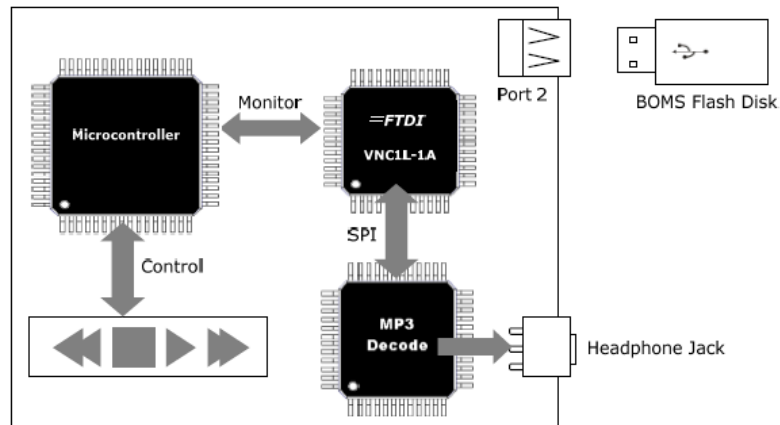 Port 2
BOMS Flash Disk
Monitor
Microcontroller
FTDI
VNC1L-1A
SPI
Control
MP3
Decode
Headphone Jack